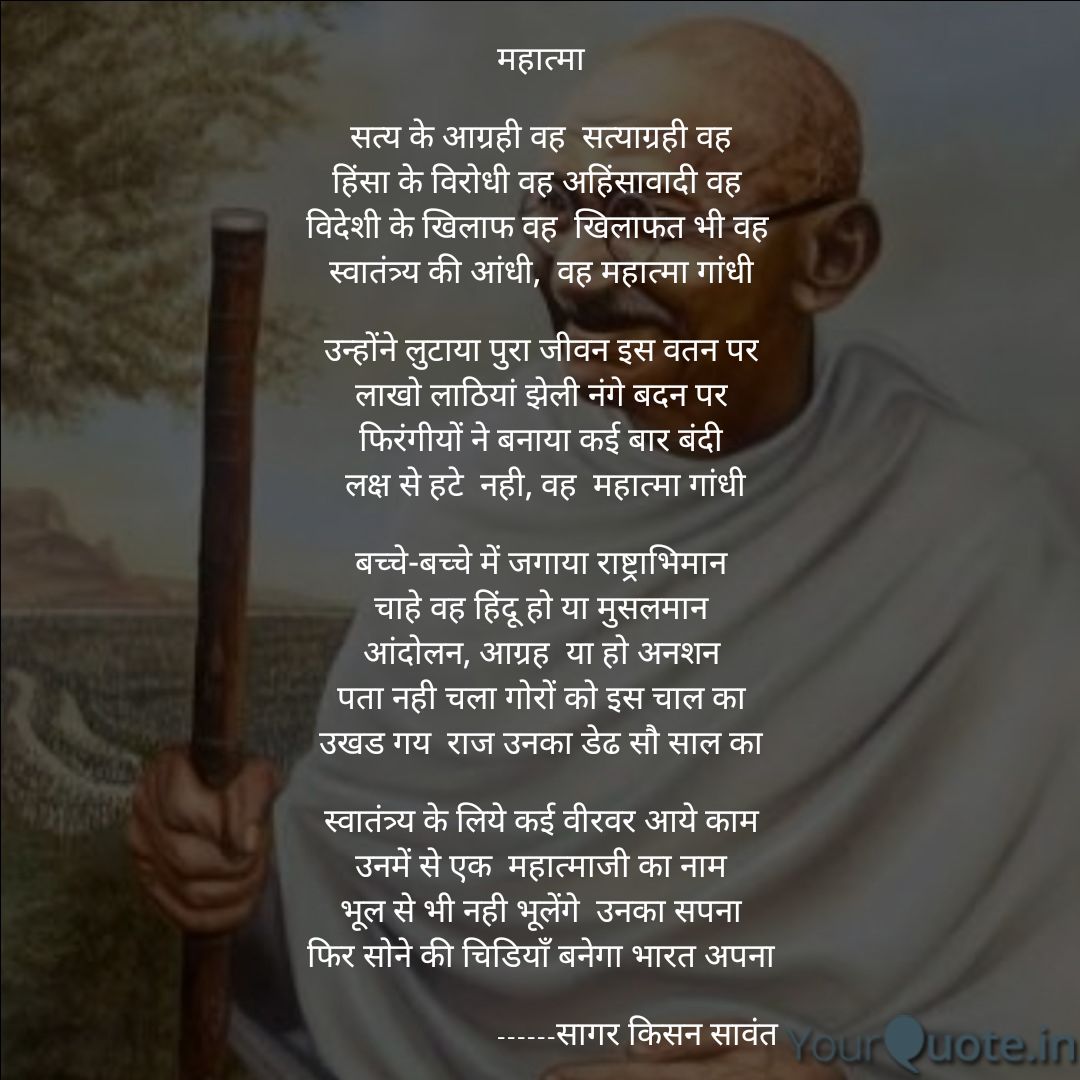 महात्मा
सत्य के आग्रही वह सत्याग्रही वह
हिंसा के विरोधी वह अहिंसावादी वह
विदेशी के खिलाफ वह खिलाफत भी वह
स्वातंत्र्य की आंधी, वह महात्मा गांधी
उन्होंने लुटाया पुरा जीवन इस वतन पर
लाखो लाठियां झेली नंगे बदन पर
फिरंगीयों ने बनाया कई बार बंदी
लक्ष से हटे नही, वह महात्मा गांधी
बच्चे-बच्चे में जगाया राष्ट्राभिमान
चाहे वह हिंदू हो या मुसलमान
आंदोलन, आग्रह या हो अनशन
पता नही चला गोरों को इस चाल का
उखड गय राज उनका डेढ सौ साल का
स्वातंत्र्य के लिये कई वीरवर आये काम
उनमें से एक महात्माजी का नाम
भूल से भी नही भूलेंगे उनका सपना
फिर सोने की चिडियाँ बनेगा भारत अपना
------सागर किसन सावंत
YourQuote.in